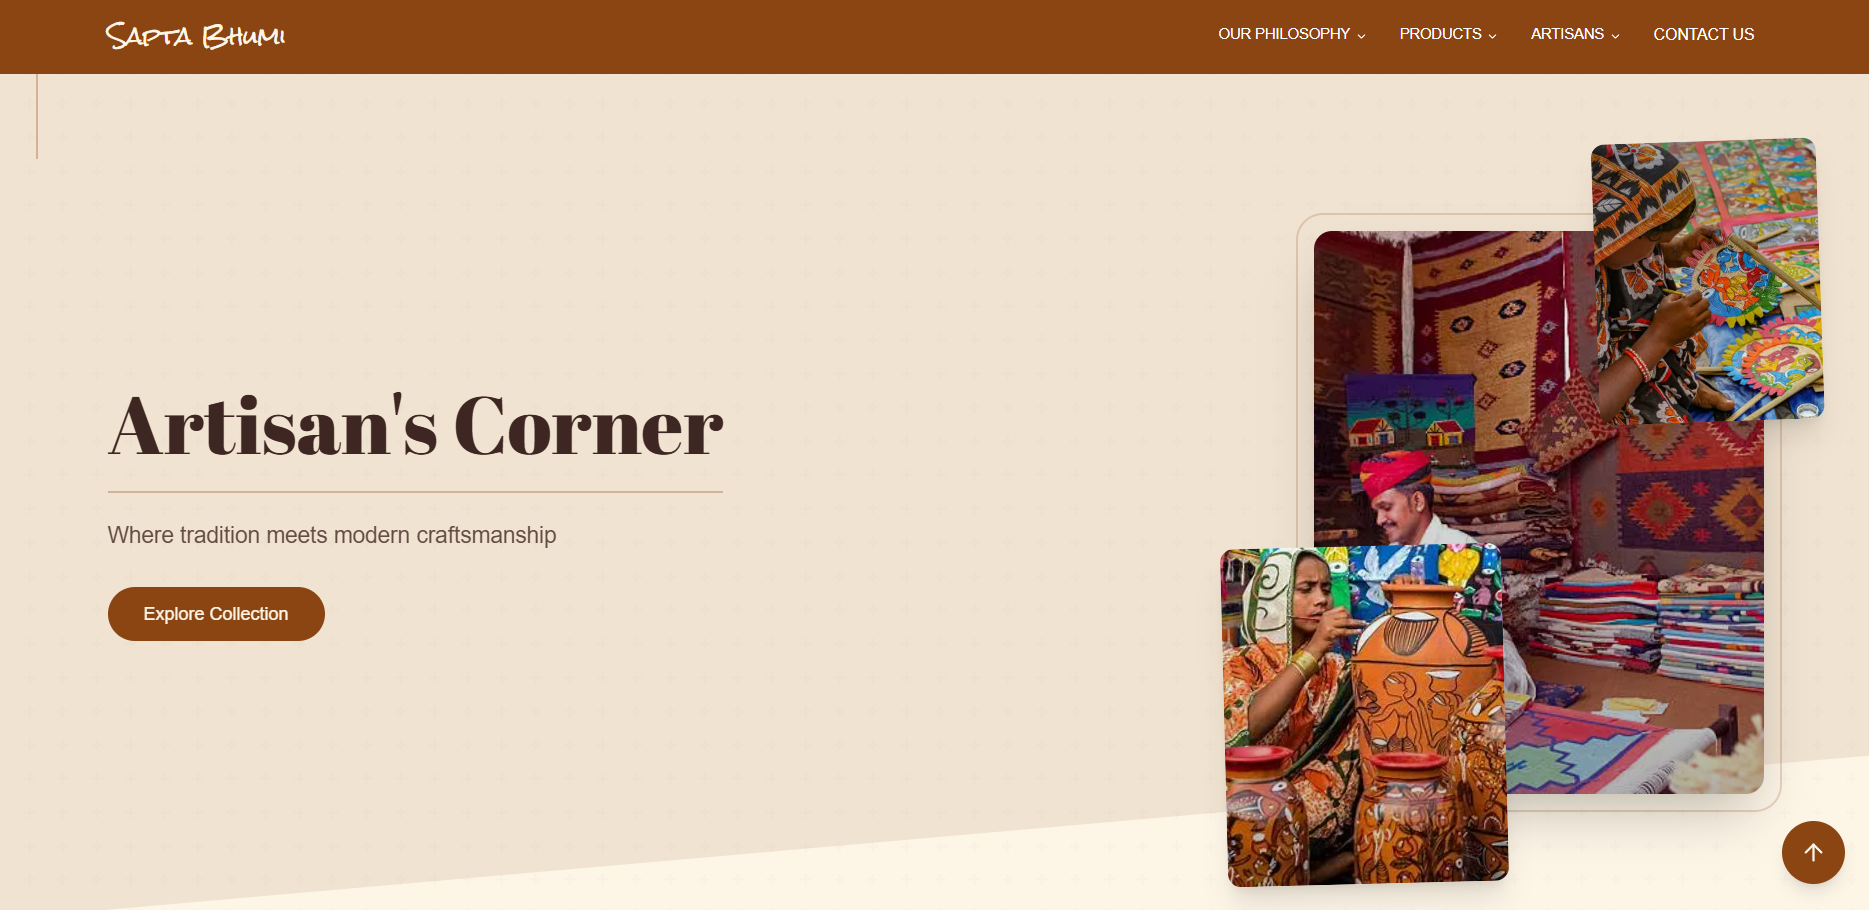 Sapta Bhumi
OUR PHILOSOPHY
PRODUCTS
ARTISANS
CONTACT US
Artisan's Corner
Where tradition meets modern craftsmanship
Explore Collection